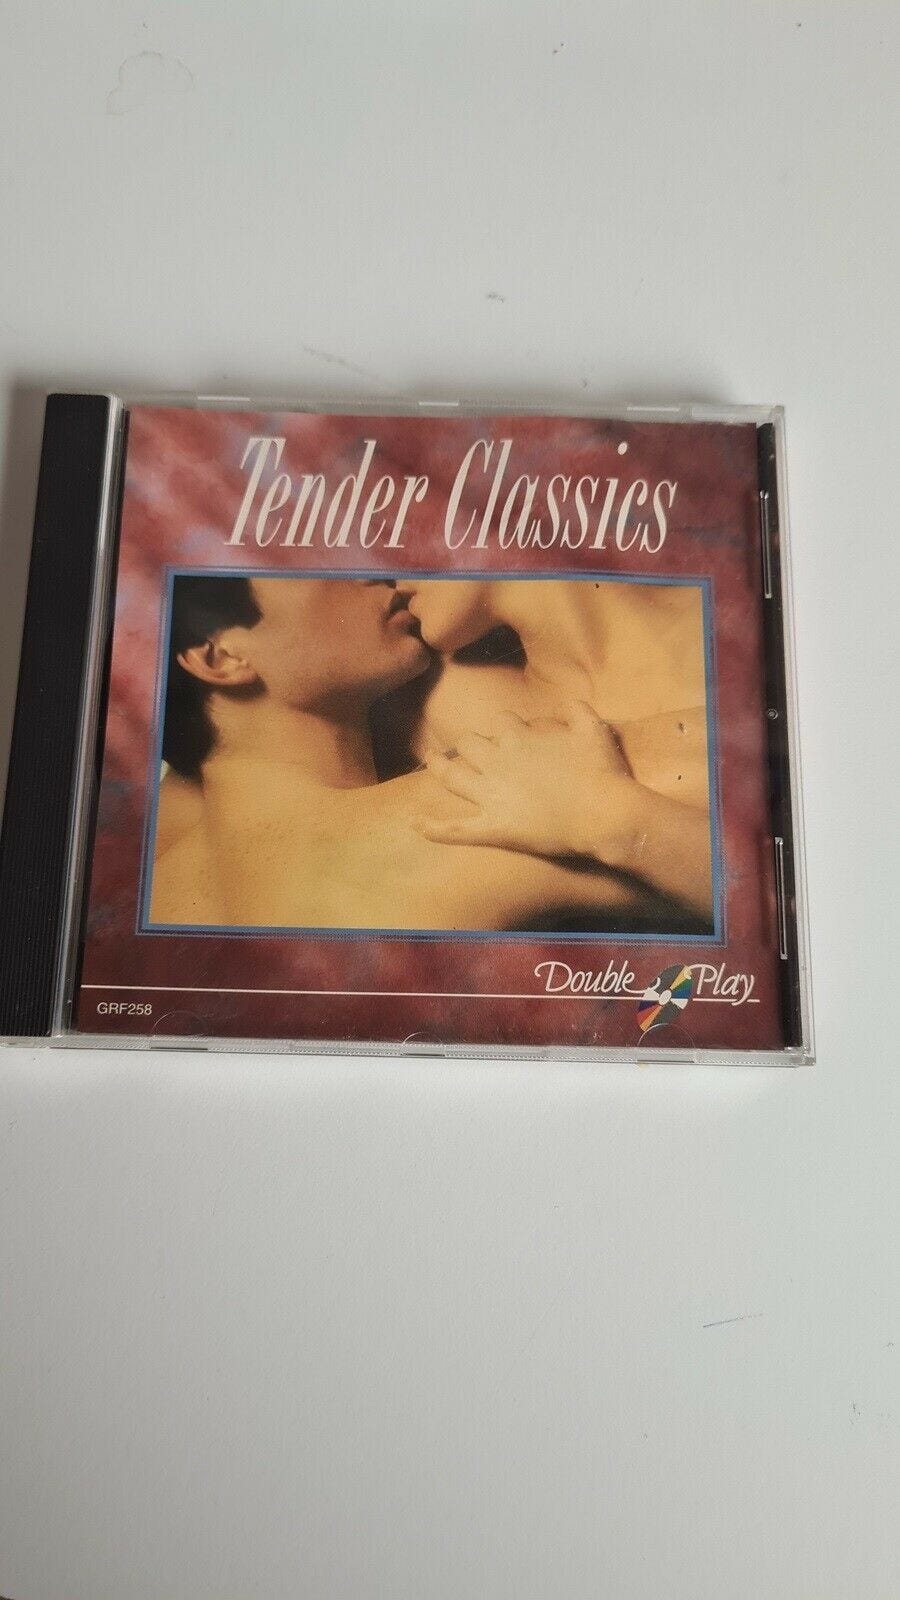 Tender Classics
Double Play
GRF258